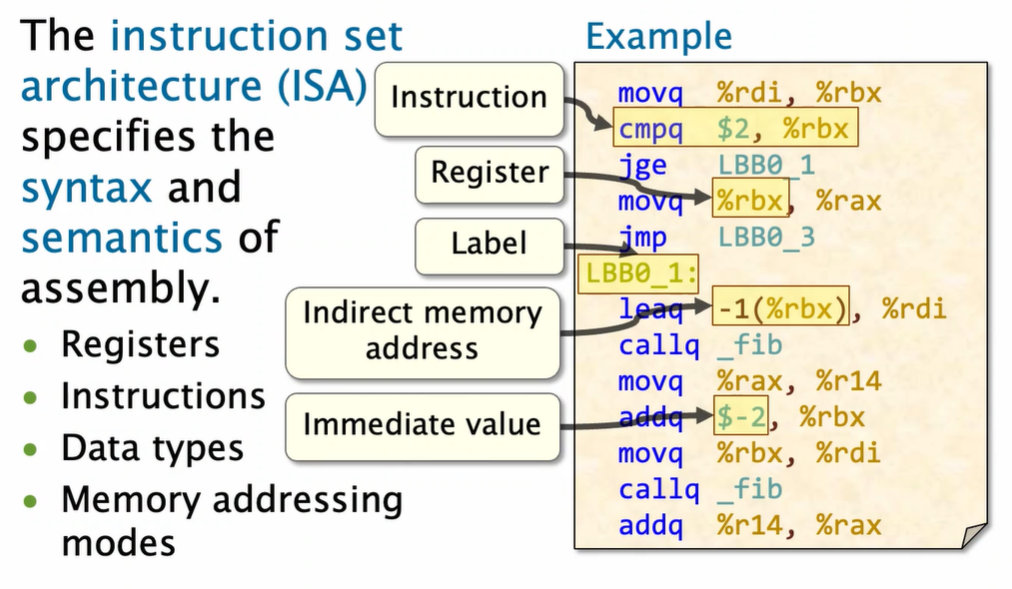 The instruction set
architecture (ISA)
specifies the
syntax and
semantics of
assembly.
• Registers
• Instructions
• Data types
• Memory addressing
modes
Instruction
Register
Label
Indirect memory
address
Immediate value
Example
movq %rdi, %rbx
cmpq $2, %rbx
jge LBB0_1
movq %rbx, %rax
jmp LBB0_3
LBB0_1:
leaq -1(%rbx), %rdi
callq _fib
movq %rax, %r14
addq $-2, %rbx
movq %rbx, %rdi
callq _fib
addq %r14, %rax